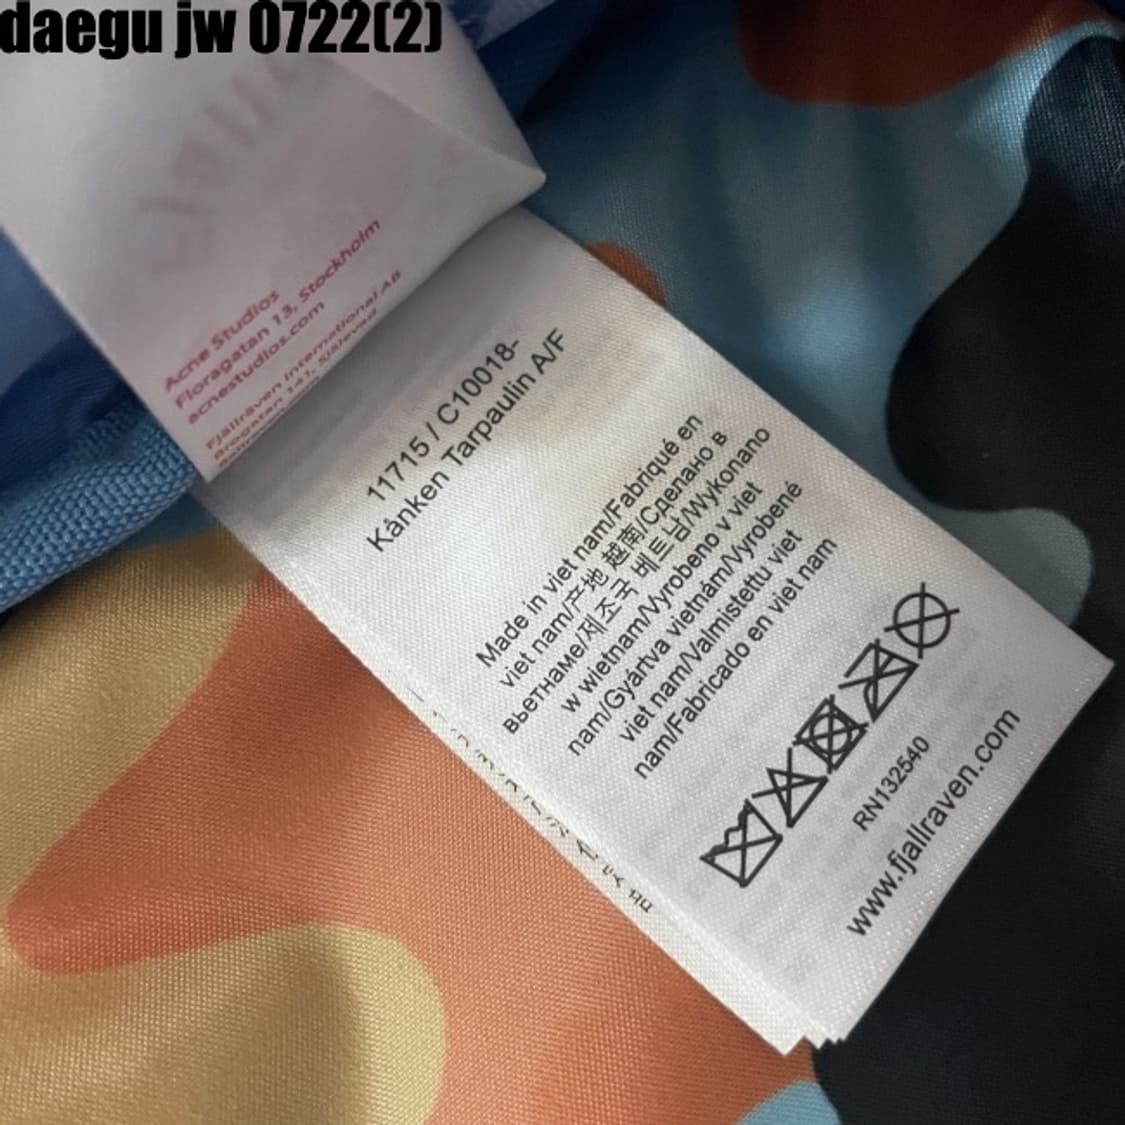 daegu jw 0722(2)
Acne Studios
Floragatan 13, Stockholm
acnestudios.com
Fjällräven International AB
11715 / C10018-
Kånken Tarpaulin A/F
Made in viet nam/Fabriqué en
viet nam/产地 越南/Сделано в
вьетнаме/제조국 베트남/Wykonano
w wietnam/Vyrobeno v viet
nam/Gyártva vietnám/Vyrobené
viet nam/Valmistettu viet
nam/Fabricado en viet nam
RN132540
www.fjallraven.com